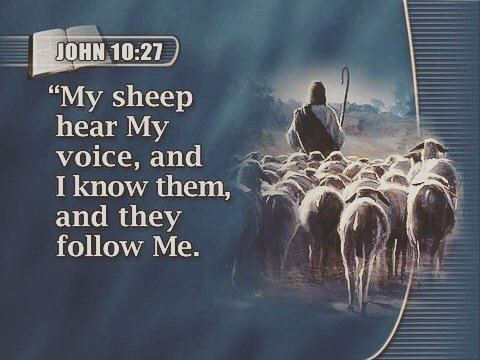 JOHN 10:27
“My sheep
hear My
voice, and
I know them,
and they
follow Me.